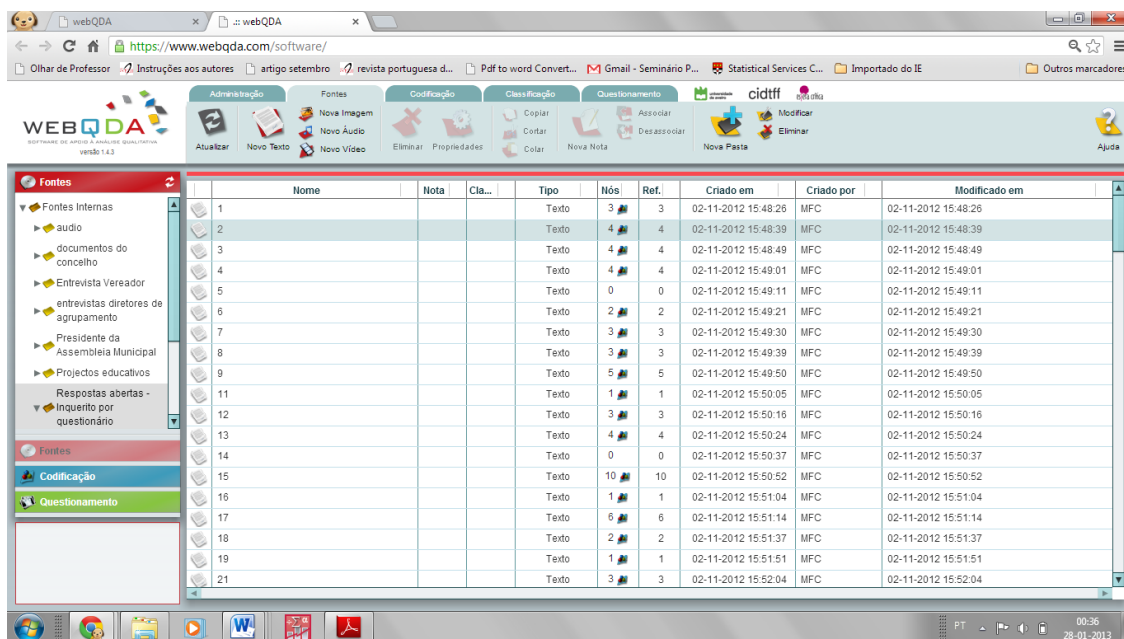 webQDA
.:: webQDA
https://www.webqda.com/software/
Olhar de Professor
Instruções aos autores
artigo setembro
revista portuguesa d...
Pdf to word Convert...
Gmail - Seminário P...
Statistical Services C...
Importado do IE
Outros marcadores
WEBQDA
SOFTWARE DE APOIO À ANÁLISE QUALITATIVA
versão 1.4.3
Administração Fontes Codificação Classificação Questionamento
universidade de aveiro cidtff esfera crítica
Atualizar
Novo Texto
Nova Imagem
Novo Áudio
Novo Vídeo
Eliminar
Propriedades
Copiar
Cortar
Colar
Nova Nota
Associar
Desassociar
Nova Pasta
Modificar
Eliminar
Ajuda
Fontes
Fontes Internas
audio
documentos do
concelho
Entrevista Vereador
entrevistas diretores de
agrupamento
Presidente da
Assembleia Municipal
Projectos educativos
Respostas abertas -
Inquerito por
questionário
Fontes
Codificação
Questionamento
Nome Nota Cla... Tipo Nós Ref. Criado em Criado por Modificado em
1 Texto 3 3 02-11-2012 15:48:26 MFC 02-11-2012 15:48:26
2 Texto 4 4 02-11-2012 15:48:39 MFC 02-11-2012 15:48:39
3 Texto 4 4 02-11-2012 15:48:49 MFC 02-11-2012 15:48:49
4 Texto 4 4 02-11-2012 15:49:01 MFC 02-11-2012 15:49:01
5 Texto 0 0 02-11-2012 15:49:11 MFC 02-11-2012 15:49:11
6 Texto 2 2 02-11-2012 15:49:21 MFC 02-11-2012 15:49:21
7 Texto 3 3 02-11-2012 15:49:30 MFC 02-11-2012 15:49:30
8 Texto 3 3 02-11-2012 15:49:39 MFC 02-11-2012 15:49:39
9 Texto 5 5 02-11-2012 15:49:50 MFC 02-11-2012 15:49:50
11 Texto 1 1 02-11-2012 15:50:05 MFC 02-11-2012 15:50:05
12 Texto 3 3 02-11-2012 15:50:16 MFC 02-11-2012 15:50:16
13 Texto 4 4 02-11-2012 15:50:24 MFC 02-11-2012 15:50:24
14 Texto 0 0 02-11-2012 15:50:37 MFC 02-11-2012 15:50:37
15 Texto 10 10 02-11-2012 15:50:52 MFC 02-11-2012 15:50:52
16 Texto 1 1 02-11-2012 15:51:04 MFC 02-11-2012 15:51:04
17 Texto 6 6 02-11-2012 15:51:14 MFC 02-11-2012 15:51:14
18 Texto 2 2 02-11-2012 15:51:37 MFC 02-11-2012 15:51:37
19 Texto 1 1 02-11-2012 15:51:51 MFC 02-11-2012 15:51:51
21 Texto 3 3 02-11-2012 15:52:04 MFC 02-11-2012 15:52:04
PT
00:36
28-01-2013